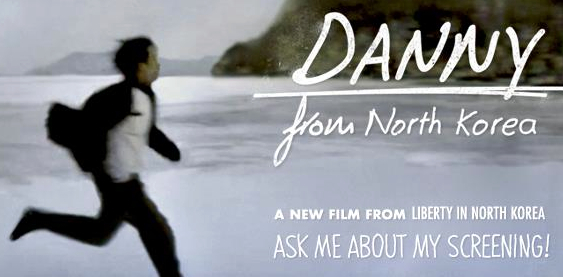 DANNY
from North Korea
A NEW FILM FROM LIBERTY IN NORTH KOREA
ASK ME ABOUT MY SCREENING!